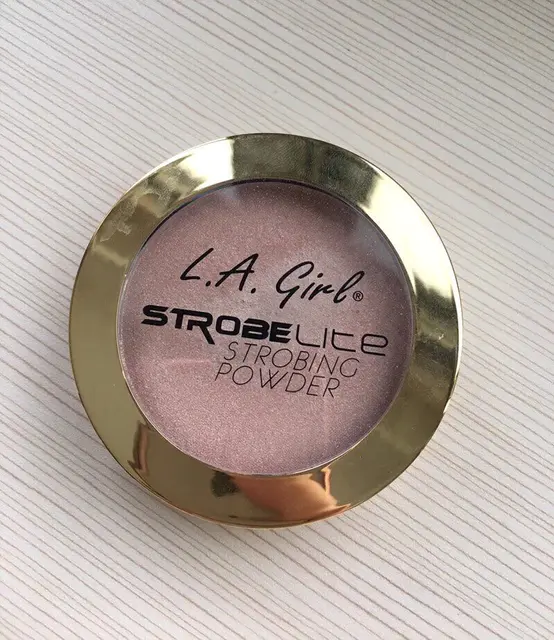 L.A. Girl®
STROBELITE
STROBING
POWDER